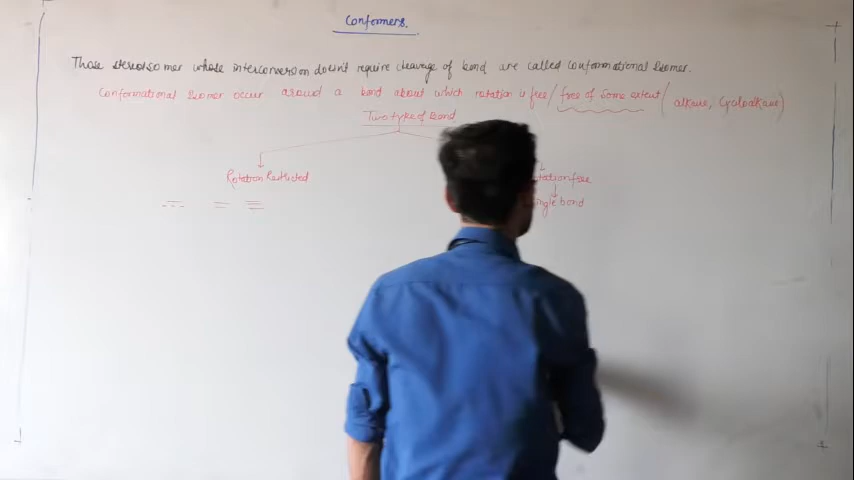 Conformers.
Those stereoisomer whose interconversion doesn't require cleavage of bond are called Conformational Isomer.
Conformational Isomer occur around a bond about which rotation is free/ free of some extent/ alkane, Cycloalkane)
Two type of Bond
Rotation Restricted
tation free
ingle bond